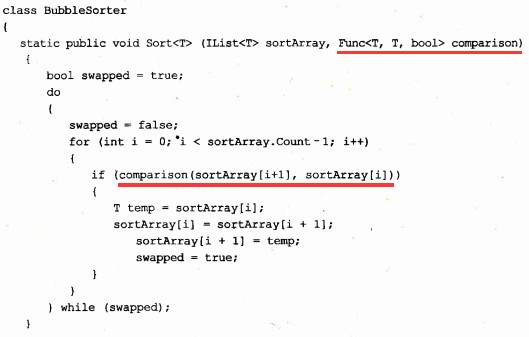 class BubbleSorter
{
static public void Sort<T> (IList<T> sortArray, Func<T, T, bool> comparison)
{
bool swapped = true;
do
{
swapped = false;
for (int i = 0; i < sortArray.Count-1; i++)
{
if (comparison(sortArray[i+1], sortArray[i]))
{
T temp = sortArray[i];
sortArray[i] = sortArray[i + 1];
sortArray[i + 1] = temp;
swapped = true;
}
}
} while (swapped);
}